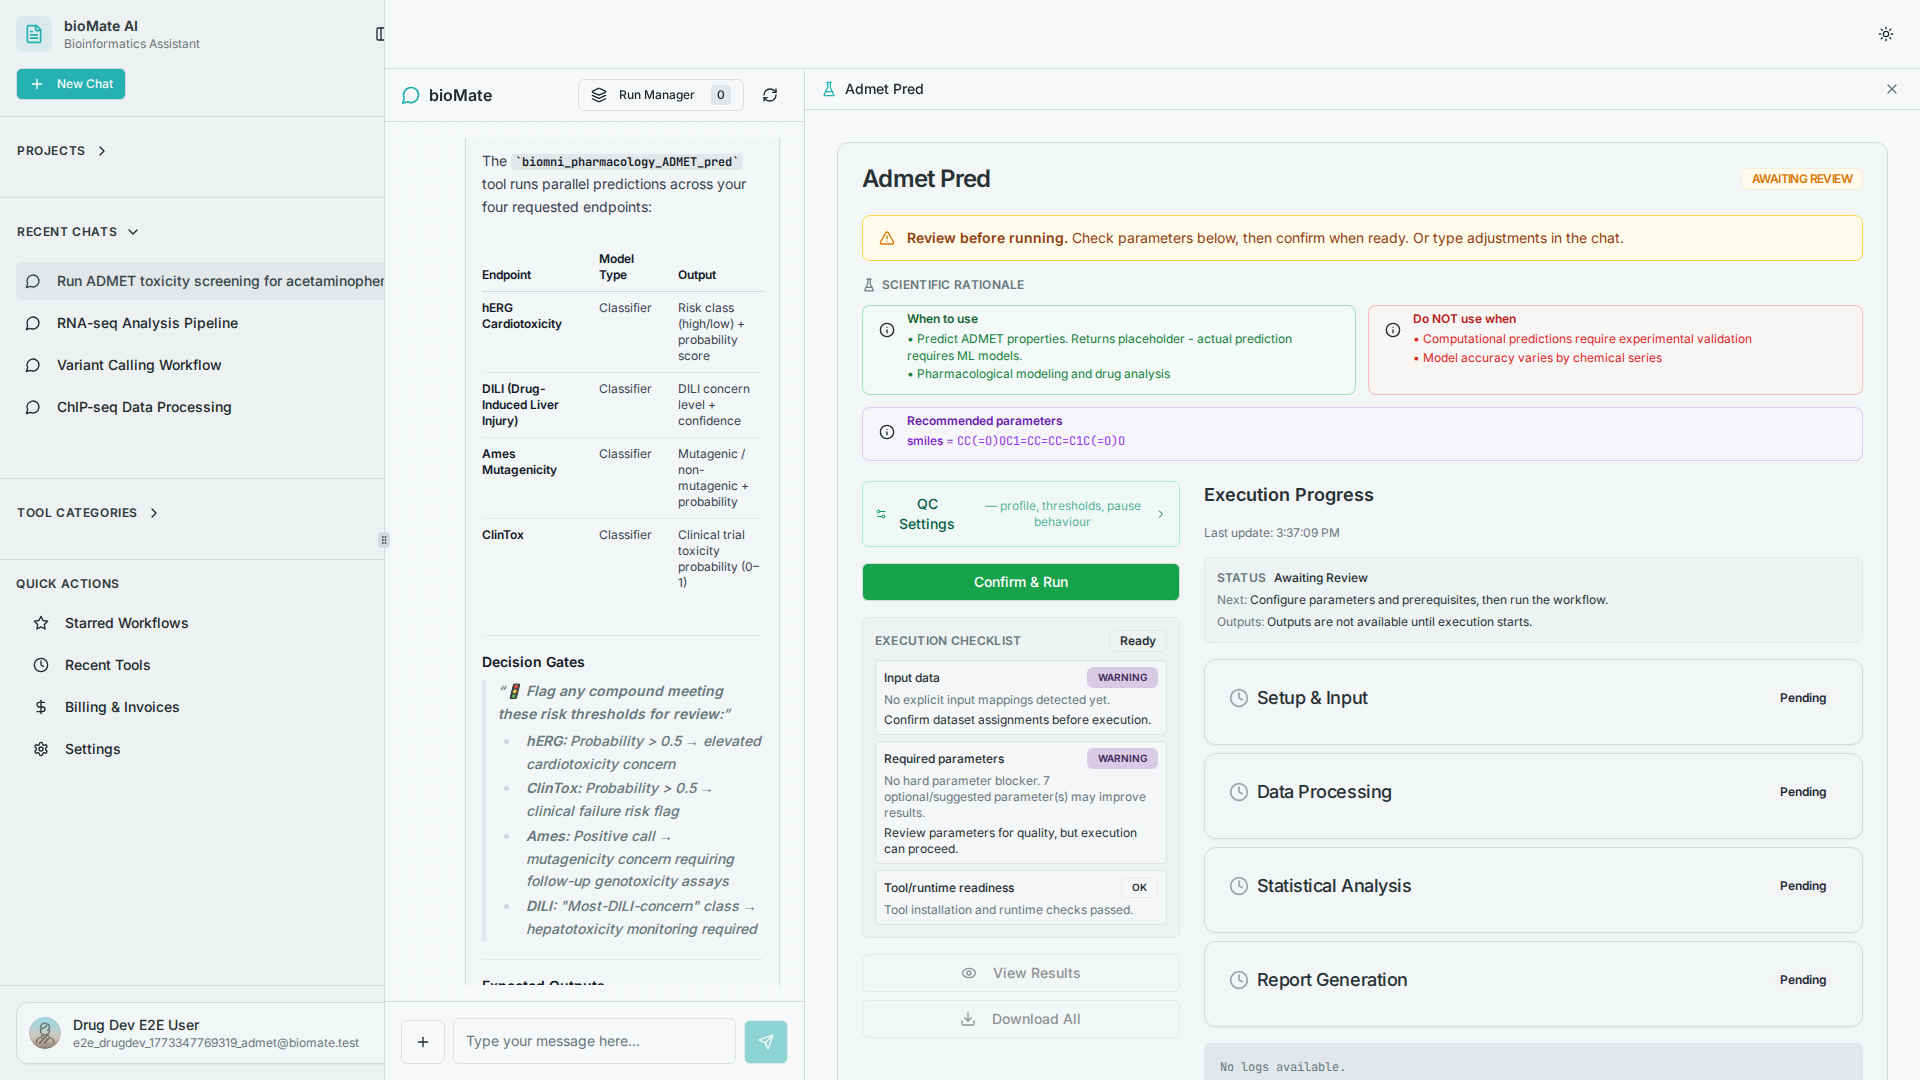 bioMate AI
Bioinformatics Assistant
New Chat
PROJECTS
RECENT CHATS
Run ADMET toxicity screening for acetaminophen
RNA-seq Analysis Pipeline
Variant Calling Workflow
ChIP-seq Data Processing
TOOL CATEGORIES
QUICK ACTIONS
Starred Workflows
Recent Tools
Billing & Invoices
Settings
Drug Dev E2E User
e2e_drugdev_1773347769319_admet@biomate.test
bioMate
Run Manager 0
The `biomni_pharmacology_ADMET_pred`
tool runs parallel predictions across your
four requested endpoints:
Endpoint Model Type Output
hERG Cardiotoxicity Classifier Risk class (high/low) + probability score
DILI (Drug-Induced Liver Injury) Classifier DILI concern level + confidence
Ames Mutagenicity Classifier Mutagenic / non-mutagenic + probability
ClinTox Classifier Clinical trial toxicity probability (0–1)
Decision Gates
“🚦 Flag any compound meeting
these risk thresholds for review:”
• hERG: Probability > 0.5 → elevated
cardiotoxicity concern
• ClinTox: Probability > 0.5 →
clinical failure risk flag
• Ames: Positive call →
mutagenicity concern requiring
follow-up genotoxicity assays
• DILI: "Most-DILI-concern" class →
hepatotoxicity monitoring required
Expected Outputs
Type your message here...
Admet Pred
Admet Pred
AWAITING REVIEW
Review before running. Check parameters below, then confirm when ready. Or type adjustments in the chat.
SCIENTIFIC RATIONALE
When to use
• Predict ADMET properties. Returns placeholder - actual prediction
requires ML models.
• Pharmacological modeling and drug analysis
Do NOT use when
• Computational predictions require experimental validation
• Model accuracy varies by chemical series
Recommended parameters
smiles = CC(=O)OC1=CC=CC=C1C(=O)O
QC Settings
— profile, thresholds, pause
behaviour
Confirm & Run
EXECUTION CHECKLIST Ready
Input data WARNING
No explicit input mappings detected yet.
Confirm dataset assignments before execution.
Required parameters WARNING
No hard parameter blocker. 7
optional/suggested parameter(s) may improve
results.
Review parameters for quality, but execution
can proceed.
Tool/runtime readiness OK
Tool installation and runtime checks passed.
View Results
Download All
Execution Progress
Last update: 3:37:09 PM
STATUS Awaiting Review
Next: Configure parameters and prerequisites, then run the workflow.
Outputs: Outputs are not available until execution starts.
Setup & Input Pending
Data Processing Pending
Statistical Analysis Pending
Report Generation Pending
No logs available.